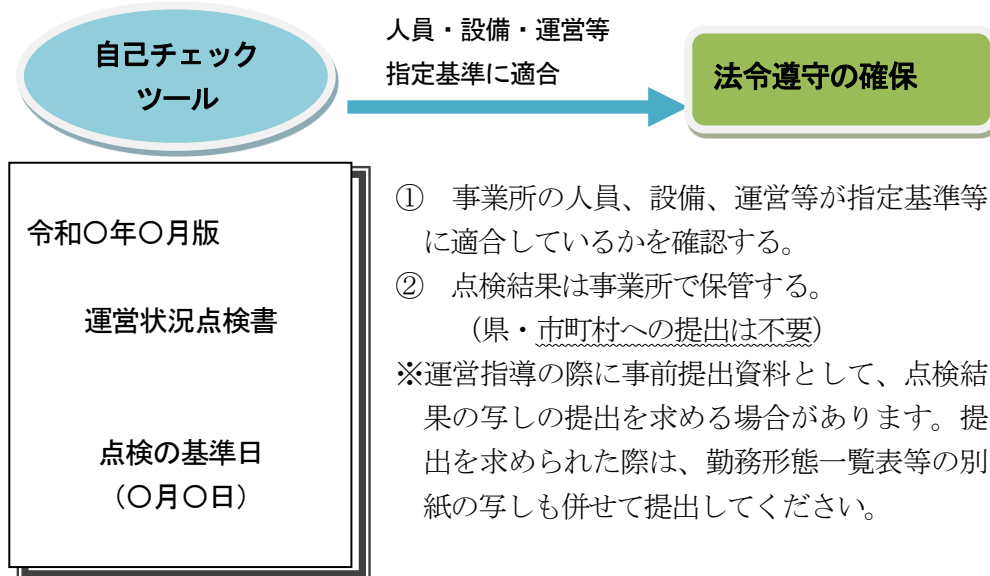 自己チェック
ツール
人員・設備・運営等
指定基準に適合
法令遵守の確保
令和〇年〇月版
運営状況点検書
点検の基準日
（〇月〇日）
①　事業所の人員、設備、運営等が指定基準等
に適合しているかを確認する。
②　点検結果は事業所で保管する。
（県・市町村への提出は不要）
※運営指導の際に事前提出資料として、点検結
果の写しの提出を求める場合があります。提
出を求められた際は、勤務形態一覧表等の別
紙の写しも併せて提出してください。